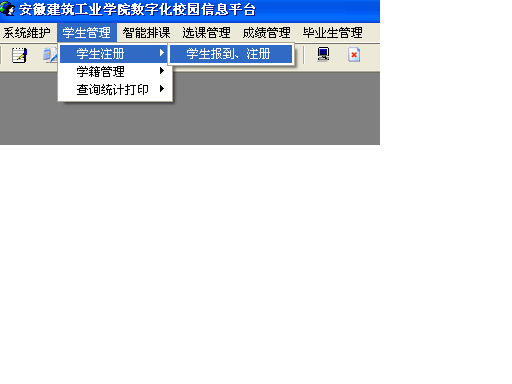 安徽建筑工业学院数字化校园信息平台
系统维护 学生管理 智能排课 选课管理 成绩管理 毕业生管理
学生注册 学生报到、注册
学籍管理
查询统计打印